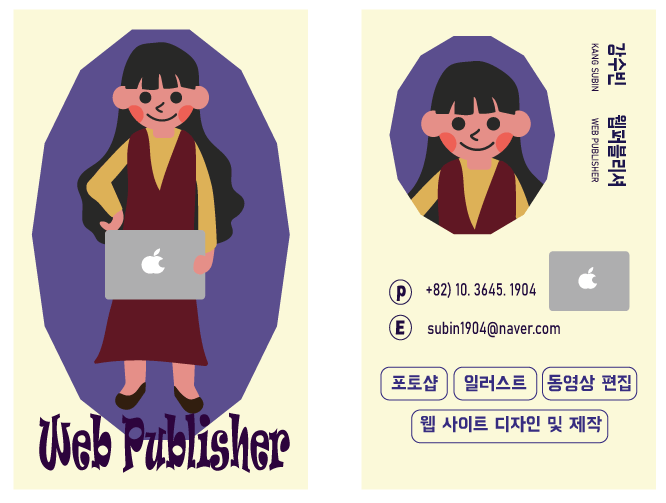 Web Publisher
강수빈
KANG SUBIN
웹퍼블리셔
WEB PUBLISHER
P +82) 10. 3645. 1904
E subin1904@naver.com
포토샵 일러스트 동영상 편집
웹 사이트 디자인 및 제작